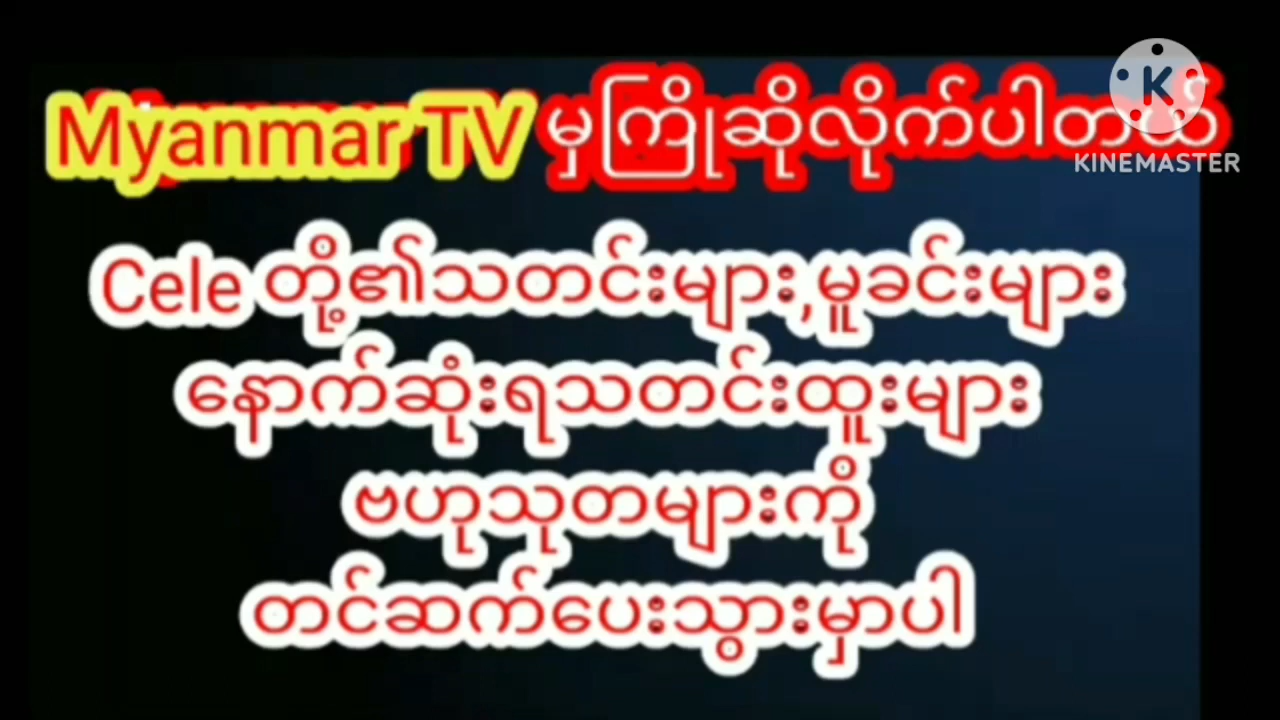 Myanmar TV မှကြိုဆိုလိုက်ပါတယ်
K
KINEMASTER
Cele တို့၏သတင်းများ,မူခင်းများ
နောက်ဆုံးရသတင်းထူးများ
ဗဟုသုတများကို
တင်ဆက်ပေးသွားမှာပါ